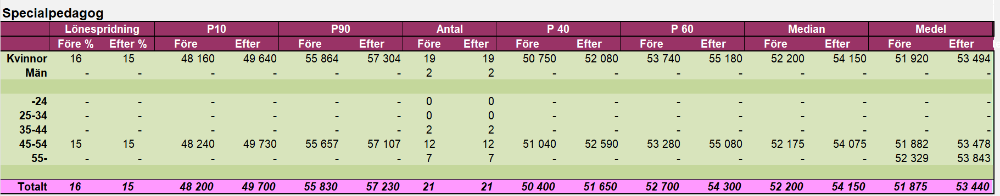 Specialpedagog
Lönespridning P10 P90 Antal P 40 P 60 Median Medel
Före % Efter % Före Efter Före Efter Före Efter Före Efter Före Efter Före Efter Före Efter
Kvinnor 16 15 48 160 49 640 55 864 57 304 19 19 50 750 52 080 53 740 55 180 52 200 54 150 51 920 53 494
Män - - - - - - 2 2 - - - - - - - -
-24 - - - - - - 0 0 - - - - - - - -
25-34 - - - - - - 0 0 - - - - - - - -
35-44 - - - - - - 2 2 - - - - - - - -
45-54 15 15 48 240 49 730 55 657 57 107 12 12 51 040 52 590 53 280 55 080 52 175 54 075 51 882 53 478
55- - - - - - - 7 7 - - - - - - 52 329 53 843
Totalt 16 15 48 200 49 700 55 830 57 230 21 21 50 400 51 650 52 700 54 300 52 200 54 150 51 875 53 440